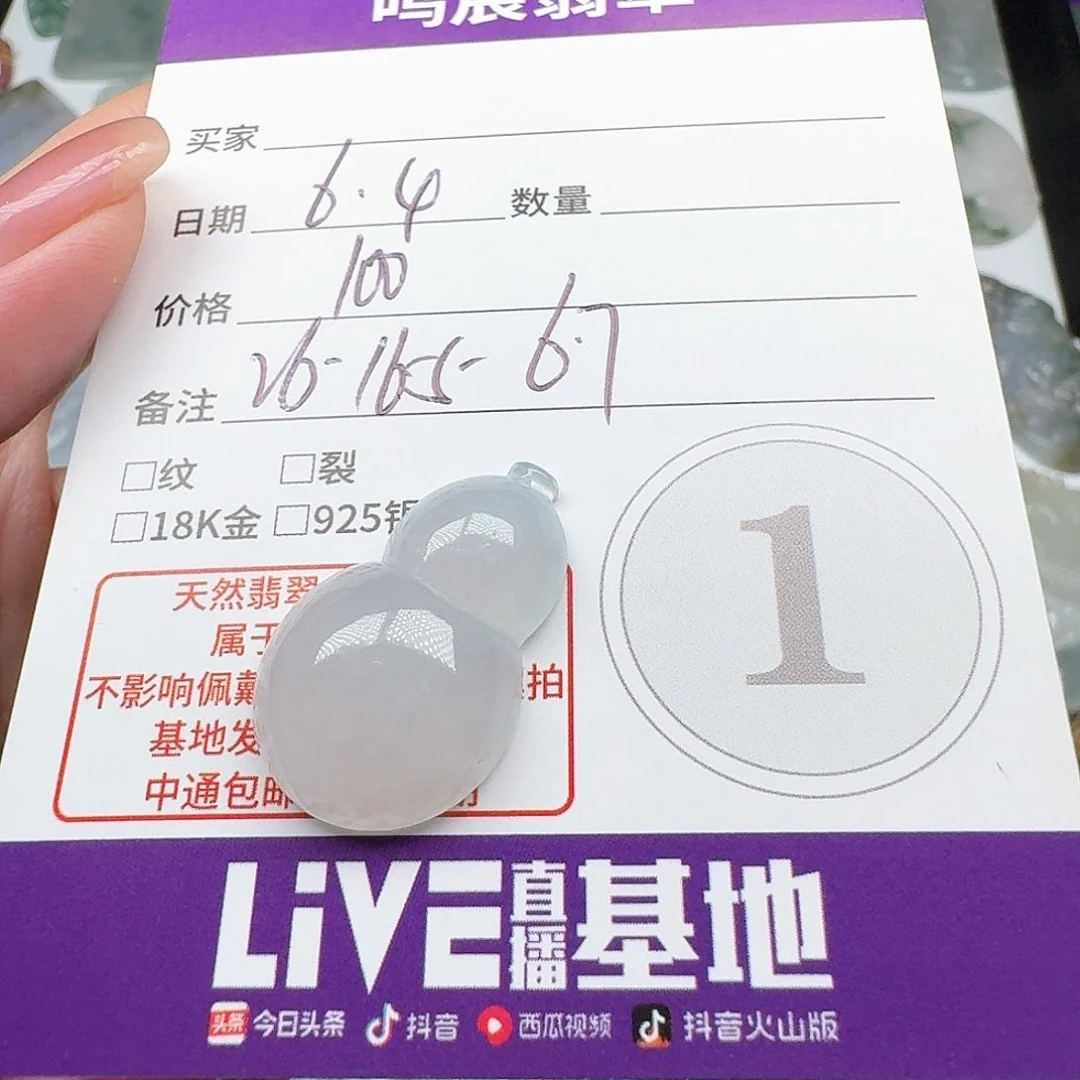 买家
日期 6.4 数量
价格 100
备注 26-16.5-6.7
□纹 □裂
□18K金 □925银
天然翡翠
属于
不影响佩戴 拍
基地发
中通包邮
1
LiVE直播基地
头条 今日头条 抖音 西瓜视频 抖音火山版